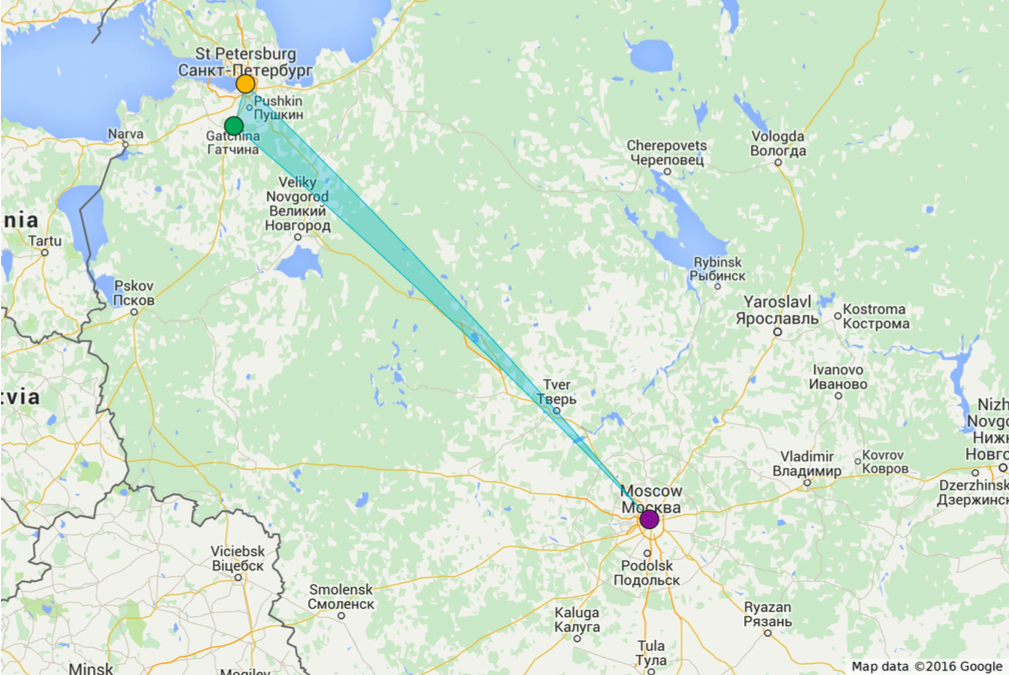 St Petersburg
Санкт-Петербург
Pushkin
Пушкин
Narva
Gatchina
Гатчина
Vologda
Вологда
Cherepovets
Череповец
Veliky
Novgorod
Великий
Новгород
nia
Tartu
Rybinsk
Рыбинск
Pskov
Псков
Yaroslavl
Ярославль
Kostroma
Кострома
Ivanovo
Иваново
Tver
Тверь
tvia
Nizh
Novgo
Нижн
Новго
Vladimir
Владимир
Kovrov
Ковров
Dzerzhinsk
Дзержинск
Moscow
Москва
Viciebsk
Віцебск
Podolsk
Подольск
Smolensk
Смоленск
Kaluga
Калуга
Ryazan
Рязань
Tula
Тула
Minsk
Mogilev
Map data ©2016 Google